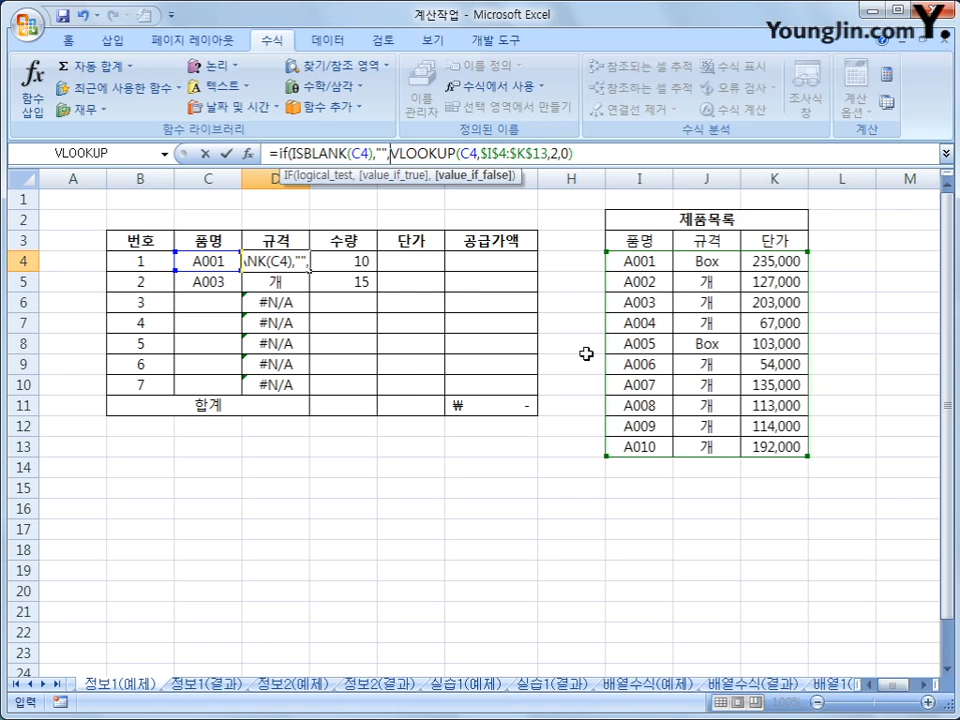 계산작업 - Microsoft Excel
YoungJin.com Y.
홈 삽입 페이지 레이아웃 수식 데이터 검토 보기 개발 도구
fx 함수 삽입
Σ 자동 합계
최근에 사용한 함수
재무
논리
텍스트
날짜 및 시간
찾기/참조 영역
수학/삼각
함수 추가
함수 라이브러리
이름 관리자
이름 정의
수식에서 사용
선택 영역에서 만들기
정의된 이름
참조되는 셀 추적
참조하는 셀 추적
연결선 제거
수식 표시
오류 검사
수식 계산
조사식 창
수식 분석
계산 옵션
계산
VLOOKUP fx =if(ISBLANK(C4),"",VLOOKUP(C4,$I$4:$K$13,2,0)
IF(logical_test, [value_if_true], [value_if_false])
A B C D H I J K L M
1
2 제품목록
3 번호 품명 규격 수량 단가 공급가액 품명 규격 단가
4 1 A001 NK(C4),"", 10 A001 Box 235,000
5 2 A003 개 15 A002 개 127,000
6 3 #N/A A003 개 203,000
7 4 #N/A A004 개 67,000
8 5 #N/A A005 Box 103,000
9 6 #N/A A006 개 54,000
10 7 #N/A A007 개 135,000
11 합계 ₩ - A008 개 113,000
12 A009 개 114,000
13 A010 개 192,000
14
15
16
17
18
19
20
21
22
23
24
정보1(예제) 정보1(결과) 정보2(예제) 정보2(결과) 실습1(예제) 실습1(결과) 배열수식(예제) 배열수식(결과) 배열1(
입력 100%